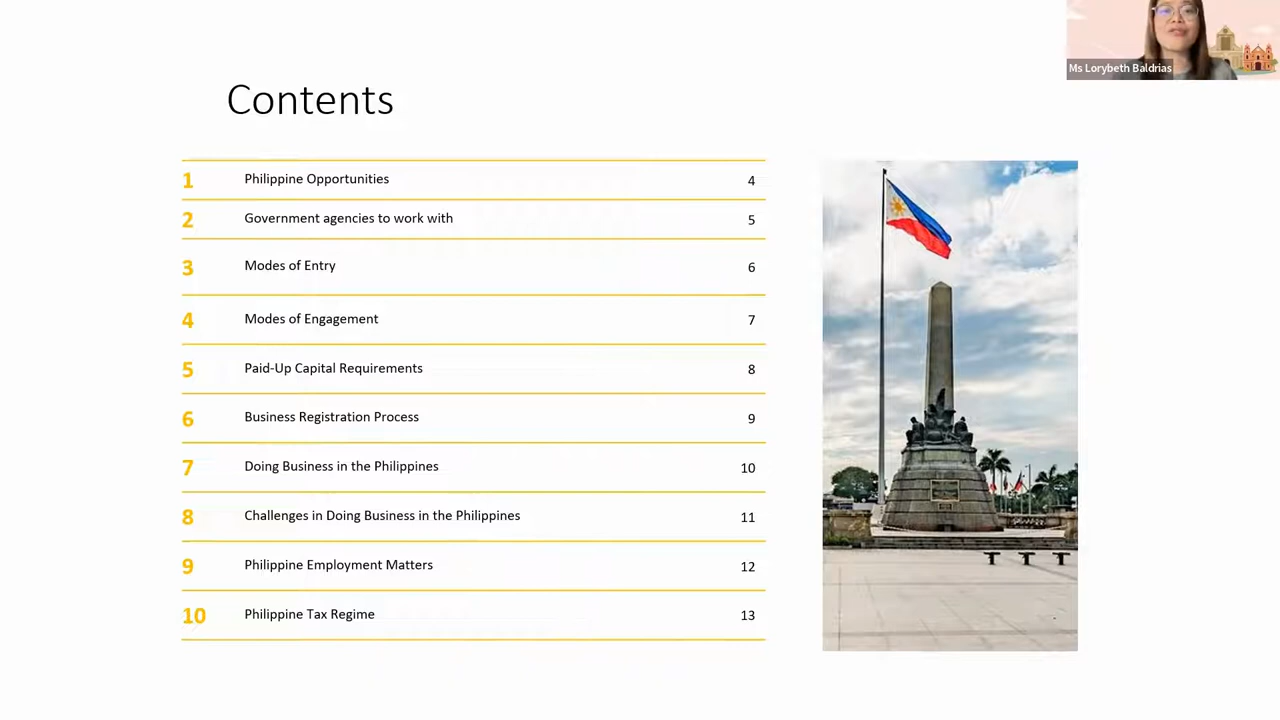 Ms Lorybeth Baldrias
Contents
1 Philippine Opportunities 4
2 Government agencies to work with 5
3 Modes of Entry 6
4 Modes of Engagement 7
5 Paid-Up Capital Requirements 8
6 Business Registration Process 9
7 Doing Business in the Philippines 10
8 Challenges in Doing Business in the Philippines 11
9 Philippine Employment Matters 12
10 Philippine Tax Regime 13